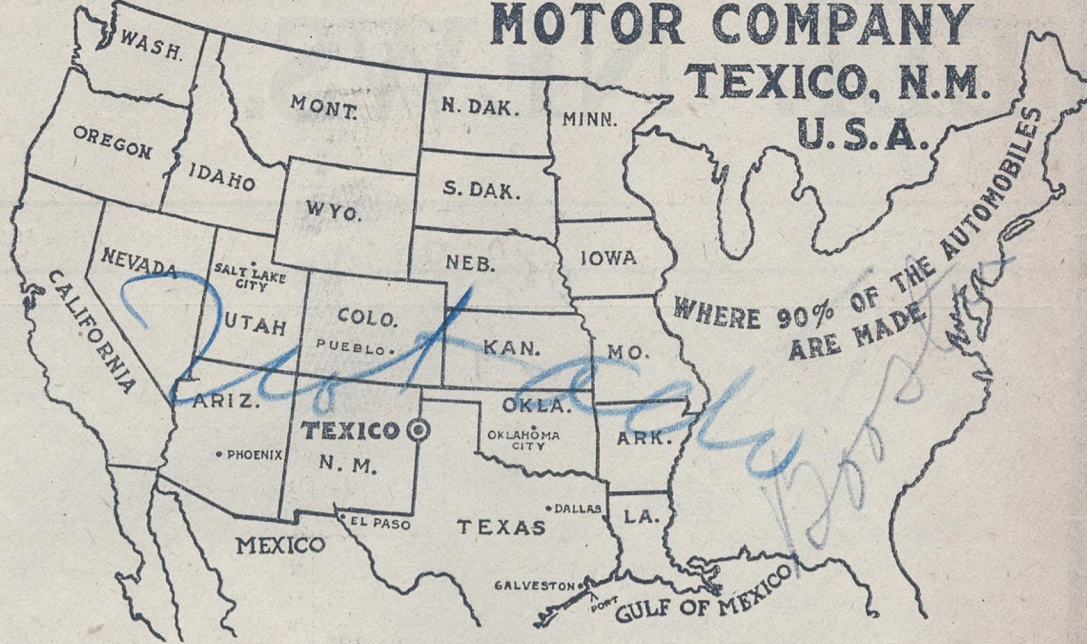 MOTOR COMPANY
TEXICO, N.M.
U.S.A.
WASH.
MONT.
N. DAK.
MINN.
OREGON
IDAHO
S. DAK.
WYO.
NEVADA
SALT LAKE
CITY
NEB.
IOWA
WHERE 90% OF THE AUTOMOBILES
ARE MADE
CALIFORNIA
UTAH
COLO.
PUEBLO
KAN.
MO.
ARIZ.
OKLA.
TEXICO
OKLAHOMA
CITY
ARK.
PHOENIX
N. M.
EL PASO
TEXAS
DALLAS
LA.
MEXICO
GALVESTON
PORT
GULF OF MEXICO